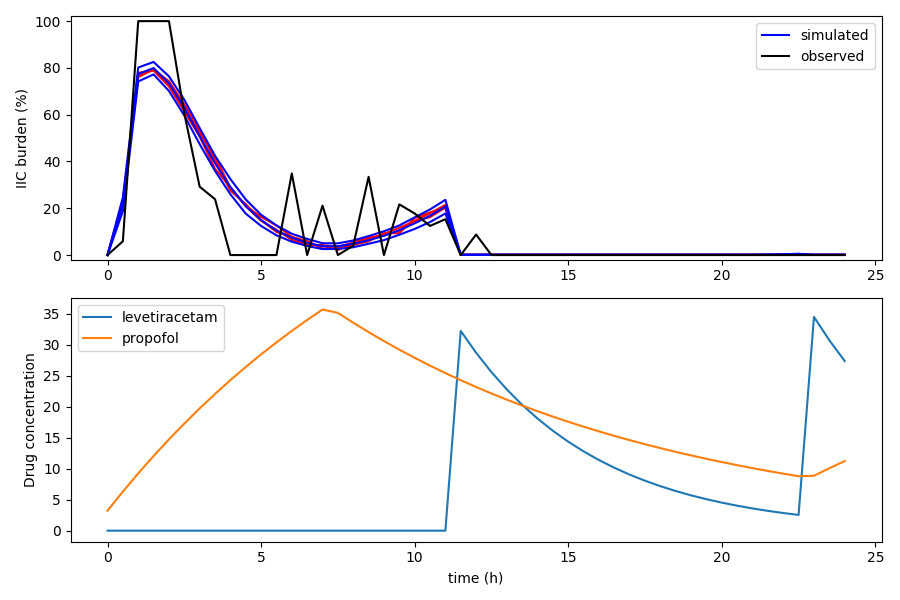 IIC burden (%)
100
80
60
40
20
0
simulated
observed
0 5 10 15 20 25
Drug concentration
35
30
25
20
15
10
5
0
levetiracetam
propofol
0 5 10 15 20 25
time (h)